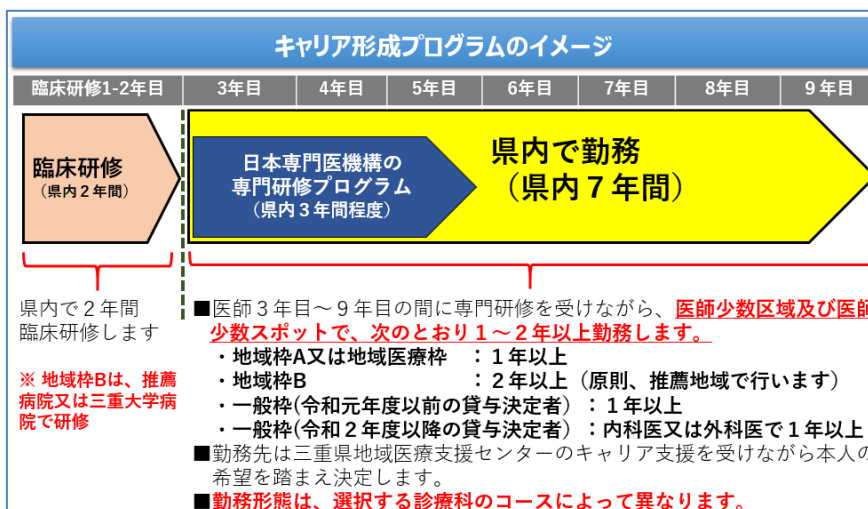 キャリア形成プログラムのイメージ
臨床研修1-2年目 3年目 4年目 5年目 6年目 7年目 8年目 9年目
臨床研修
（県内２年間）
日本専門医機構の
専門研修プログラム
（県内３年間程度）
県内で勤務
（県内７年間）
県内で２年間
臨床研修します
※ 地域枠Bは、推薦
病院又は三重大学病
院で研修
■医師３年目～９年目の間に専門研修を受けながら、医師少数区域及び医師
少数スポットで、次のとおり１～２年以上勤務します。
・地域枠A又は地域医療枠 ：１年以上
・地域枠B ：２年以上（原則、推薦地域で行います）
・一般枠(令和元年度以前の貸与決定者）：１年以上
・一般枠(令和２年度以降の貸与決定者）：内科医又は外科医で１年以上
■勤務先は三重県地域医療支援センターのキャリア支援を受けながら本人の
希望を踏まえ決定します。
■勤務形態は、選択する診療科のコースによって異なります。